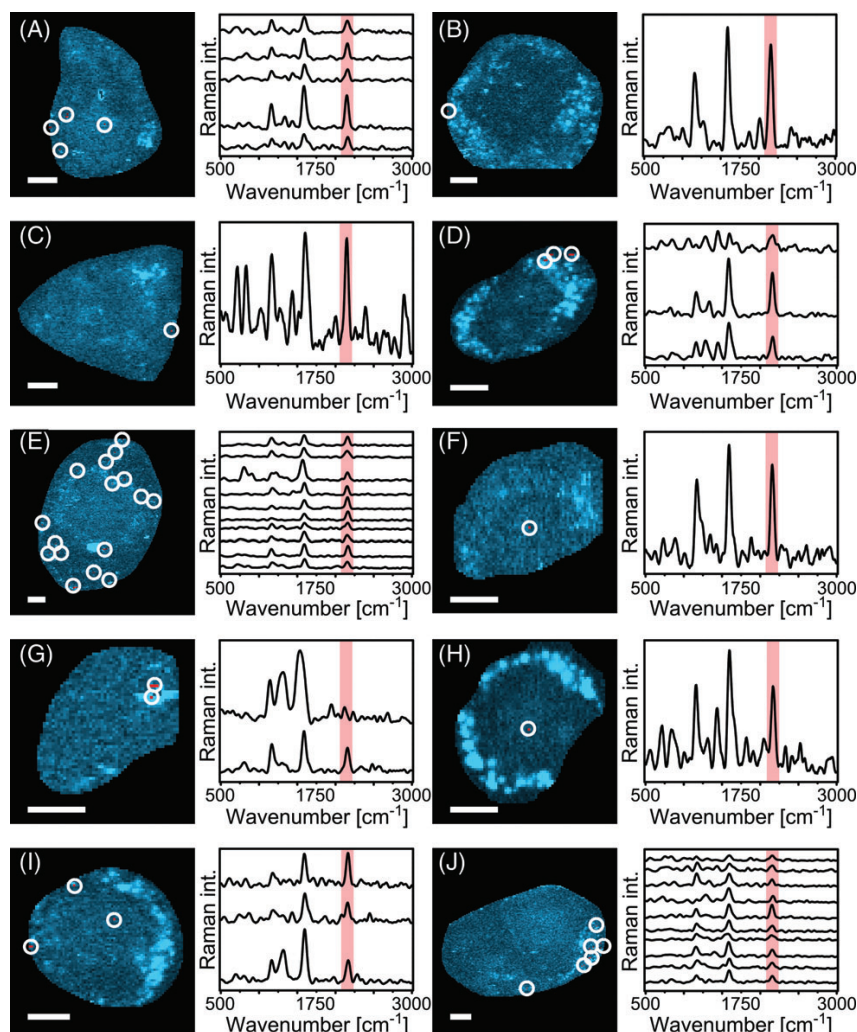 (A)
Raman int.
500 1750 3000
Wavenumber [cm⁻¹]
(B)
Raman int.
500 1750 3000
Wavenumber [cm⁻¹]
(C)
Raman int.
500 1750 3000
Wavenumber [cm⁻¹]
(D)
Raman int.
500 1750 3000
Wavenumber [cm⁻¹]
(E)
Raman int.
500 1750 3000
Wavenumber [cm⁻¹]
(F)
Raman int.
500 1750 3000
Wavenumber [cm⁻¹]
(G)
Raman int.
500 1750 3000
Wavenumber [cm⁻¹]
(H)
Raman int.
500 1750 3000
Wavenumber [cm⁻¹]
(I)
Raman int.
500 1750 3000
Wavenumber [cm⁻¹]
(J)
Raman int.
500 1750 3000
Wavenumber [cm⁻¹]